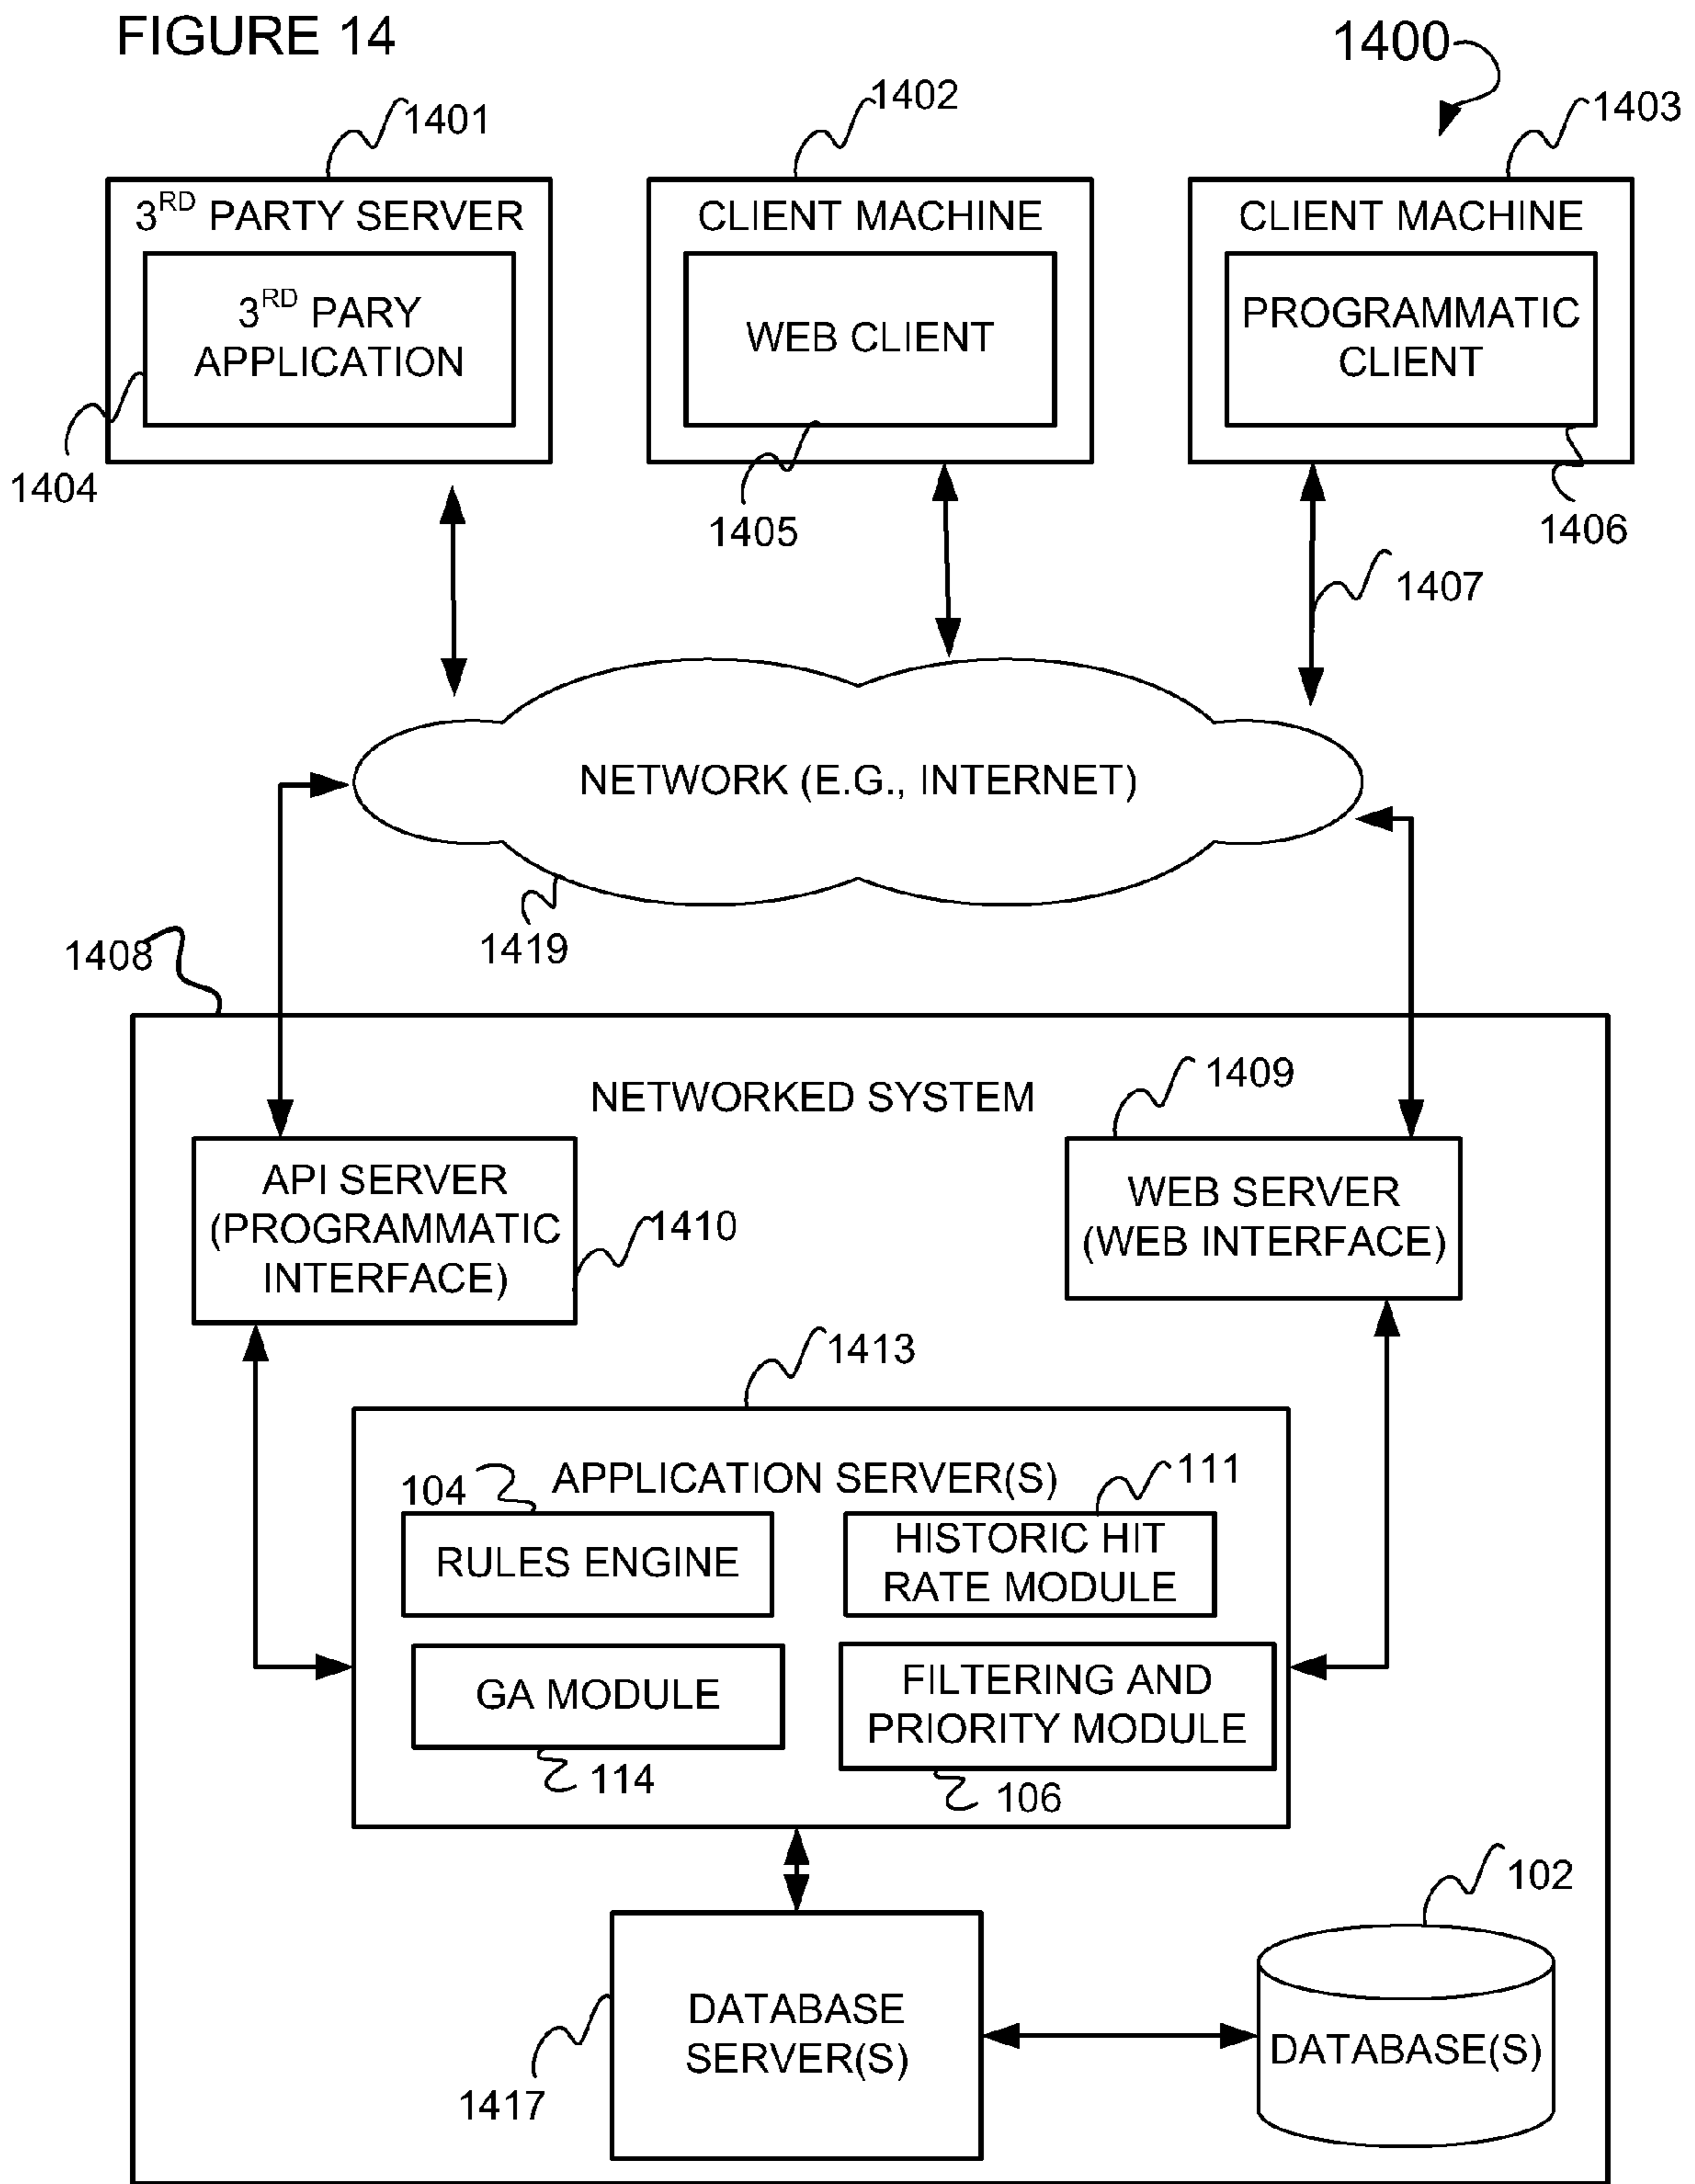 FIGURE 14
1400
1401
1402
1403
3RD PARTY SERVER
3RD PARY
APPLICATION
1404
CLIENT MACHINE
WEB CLIENT
1405
CLIENT MACHINE
PROGRAMMATIC
CLIENT
1406
1407
NETWORK (E.G., INTERNET)
1419
1408
NETWORKED SYSTEM
1409
API SERVER
(PROGRAMMATIC
INTERFACE)
1410
WEB SERVER
(WEB INTERFACE)
1413
APPLICATION SERVER(S)
104
RULES ENGINE
111
HISTORIC HIT
RATE MODULE
GA MODULE
114
FILTERING AND
PRIORITY MODULE
106
DATABASE
SERVER(S)
1417
102
DATABASE(S)